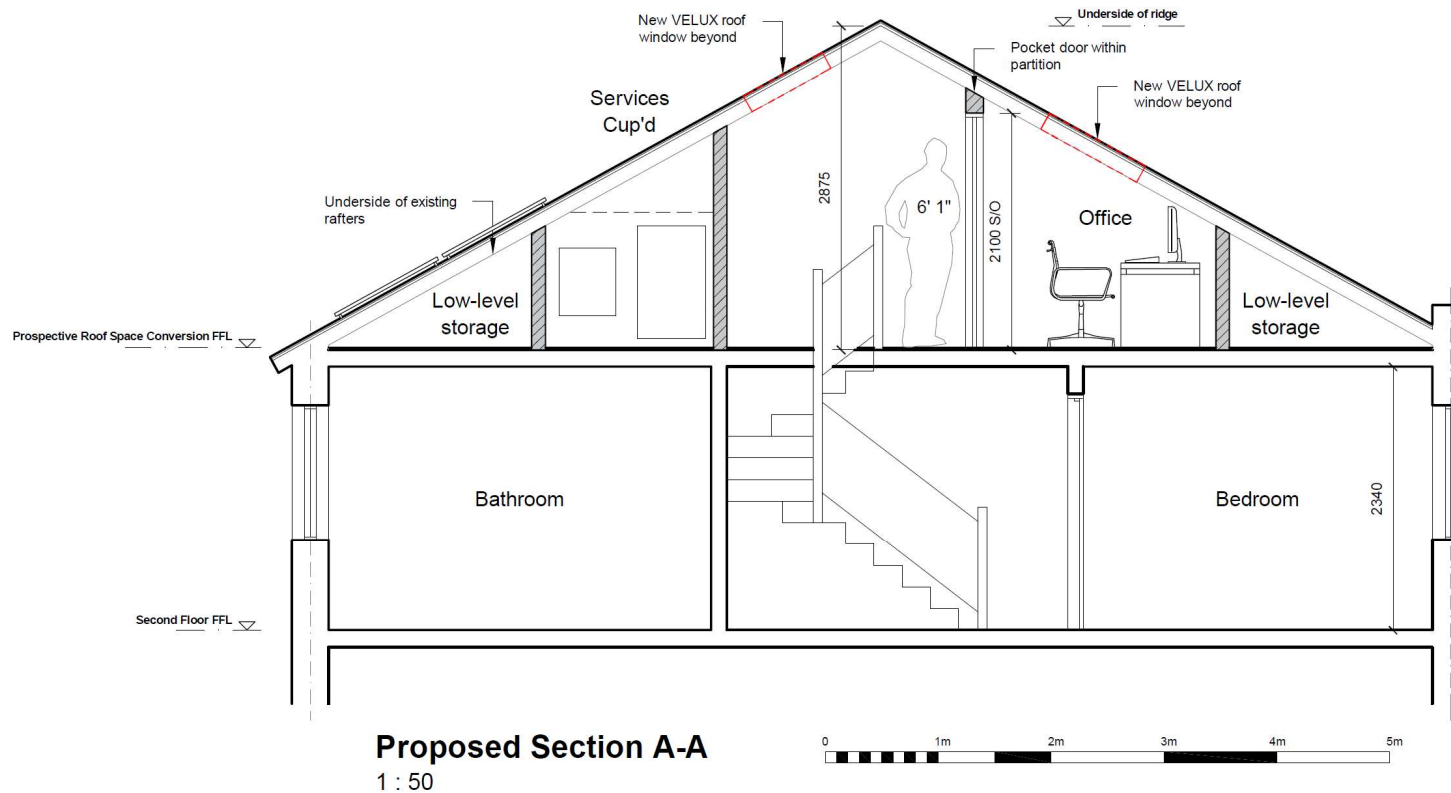 New VELUX roof
window beyond
Underside of ridge
Pocket door within
partition
New VELUX roof
window beyond
Services
Cup'd
Underside of existing
rafters
2875
6' 1"
2100 S/O
Office
Low-level
storage
Low-level
storage
Prospective Roof Space Conversion FFL
Bathroom
Bedroom
2340
Second Floor FFL
Proposed Section A-A
1 : 50
0 1m 2m 3m 4m 5m